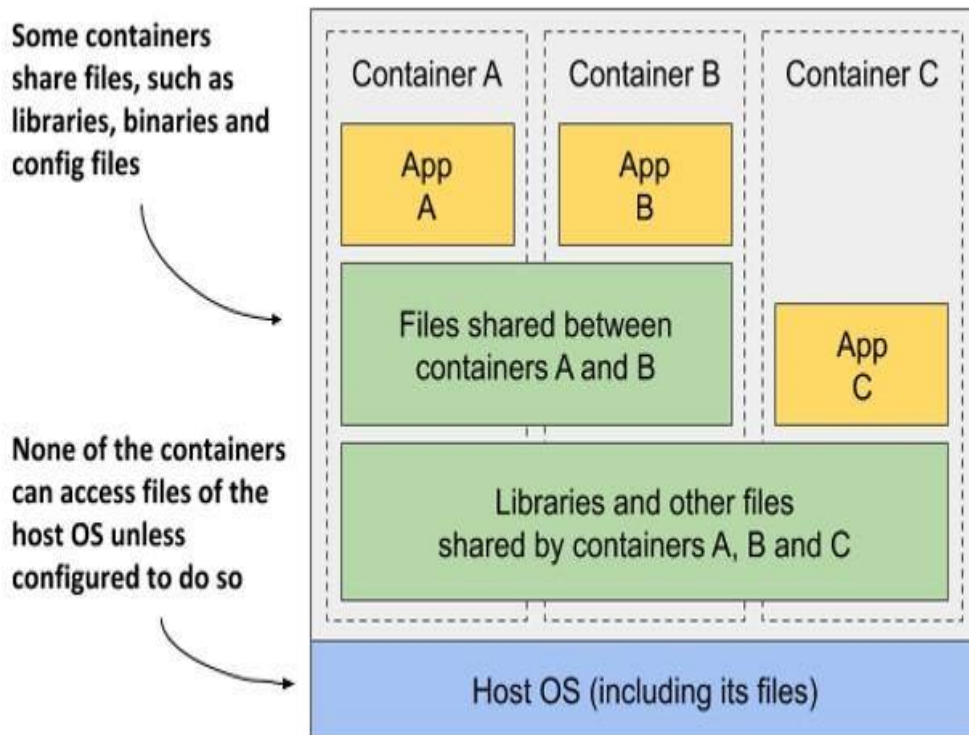 Some containers
share files, such as
libraries, binaries and
config files
None of the containers
can access files of the
host OS unless
configured to do so
Container A
Container B
Container C
App
A
App
B
Files shared between
containers A and B
App
C
Libraries and other files
shared by containers A, B and C
Host OS (including its files)